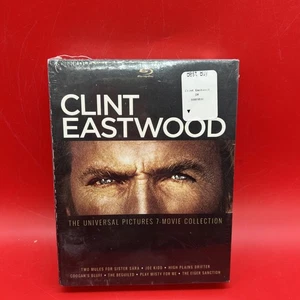 CLINT
EASTWOOD
THE UNIVERSAL PICTURES 7-MOVIE COLLECTION
TWO MULES FOR SISTER SARA • JOE KIDD • HIGH PLAINS DRIFTER
COOGAN'S BLUFF • THE BEGUILED • PLAY MISTY FOR ME • THE EIGER SANCTION